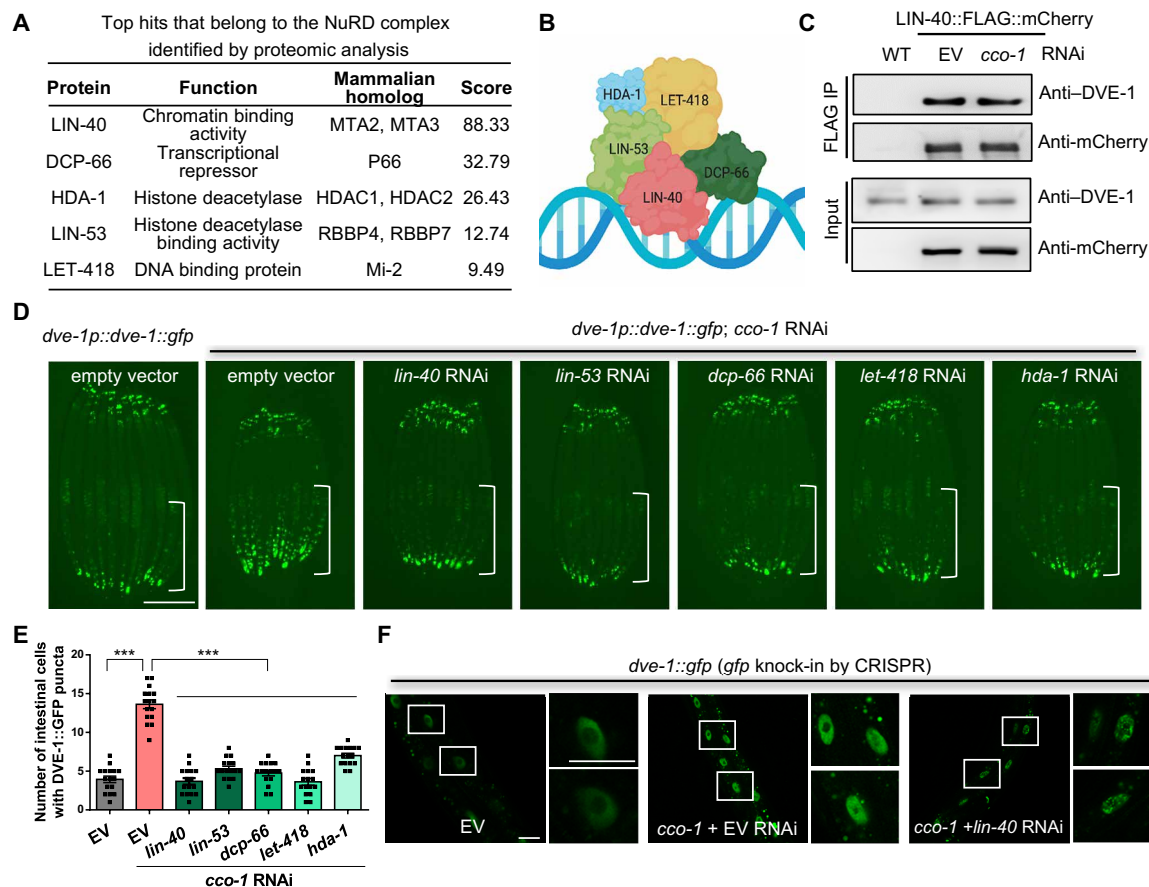 A
Top hits that belong to the NuRD complex
identified by proteomic analysis
Protein Function Mammalian homolog Score
LIN-40 Chromatin binding activity MTA2, MTA3 88.33
DCP-66 Transcriptional repressor P66 32.79
HDA-1 Histone deacetylase HDAC1, HDAC2 26.43
LIN-53 Histone deacetylase binding activity RBBP4, RBBP7 12.74
LET-418 DNA binding protein Mi-2 9.49
B
HDA-1
LET-418
LIN-53
DCP-66
LIN-40
C
LIN-40::FLAG::mCherry
WT EV cco-1 RNAi
FLAG IP
Anti–DVE-1
Anti-mCherry
Input
Anti–DVE-1
Anti-mCherry
D
dve-1p::dve-1::gfp
dve-1p::dve-1::gfp; cco-1 RNAi
empty vector
empty vector
lin-40 RNAi
lin-53 RNAi
dcp-66 RNAi
let-418 RNAi
hda-1 RNAi
E
Number of intestinal cells
with DVE-1::GFP puncta
20
15
10
5
0
***
***
EV
EV
lin-40
lin-53
dcp-66
let-418
hda-1
cco-1 RNAi
F
dve-1::gfp (gfp knock-in by CRISPR)
EV
cco-1 + EV RNAi
cco-1 +lin-40 RNAi